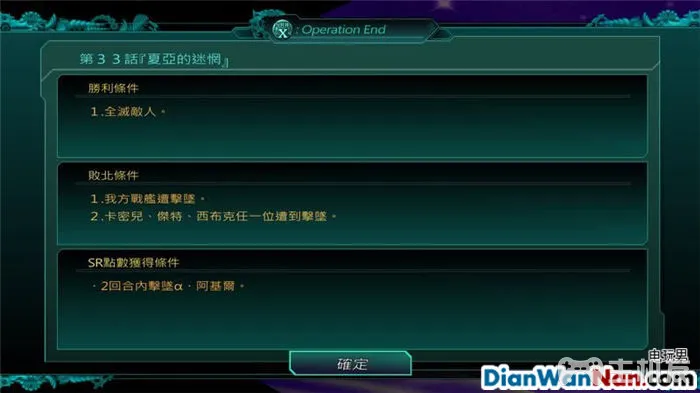 X : Operation End
第３３話『夏亞的迷惘』
勝利條件
1.全滅敵人。
敗北條件
1.我方戰艦遭擊墜。
2.卡密兒、傑特、西布克任一位遭到擊墜。
SR點數獲得條件
．2回合內擊墜α．阿基爾。
確定
电玩男
DianWanNan.com